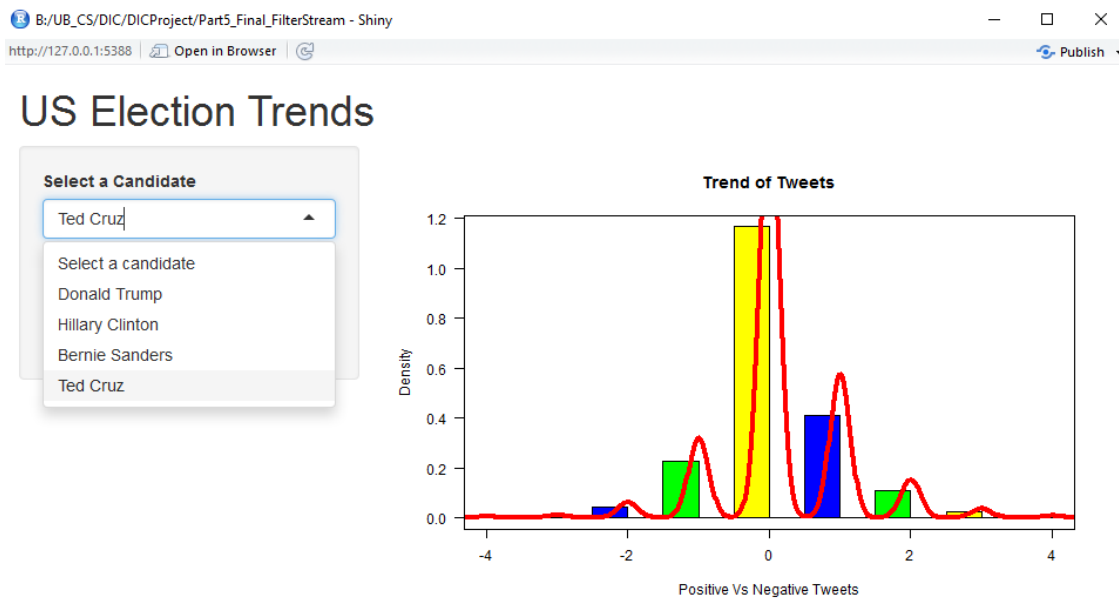 B:/UB_CS/DIC/DICProject/Part5_Final_FilterStream - Shiny
http://127.0.0.1:5388 Open in Browser Publish
US Election Trends
Select a Candidate
Ted Cruz
Select a candidate
Donald Trump
Hillary Clinton
Bernie Sanders
Ted Cruz
Trend of Tweets
Density
1.2
1.0
0.8
0.6
0.4
0.2
0.0
-4 -2 0 2 4
Positive Vs Negative Tweets